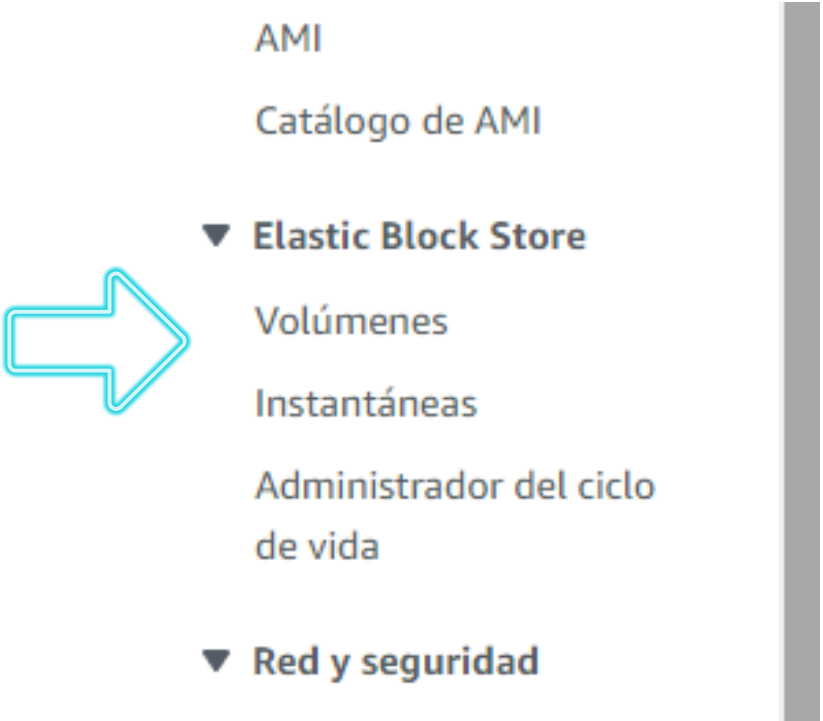 AMI
Catálogo de AMI
Elastic Block Store
Volúmenes
Instantáneas
Administrador del ciclo
de vida
Red y seguridad